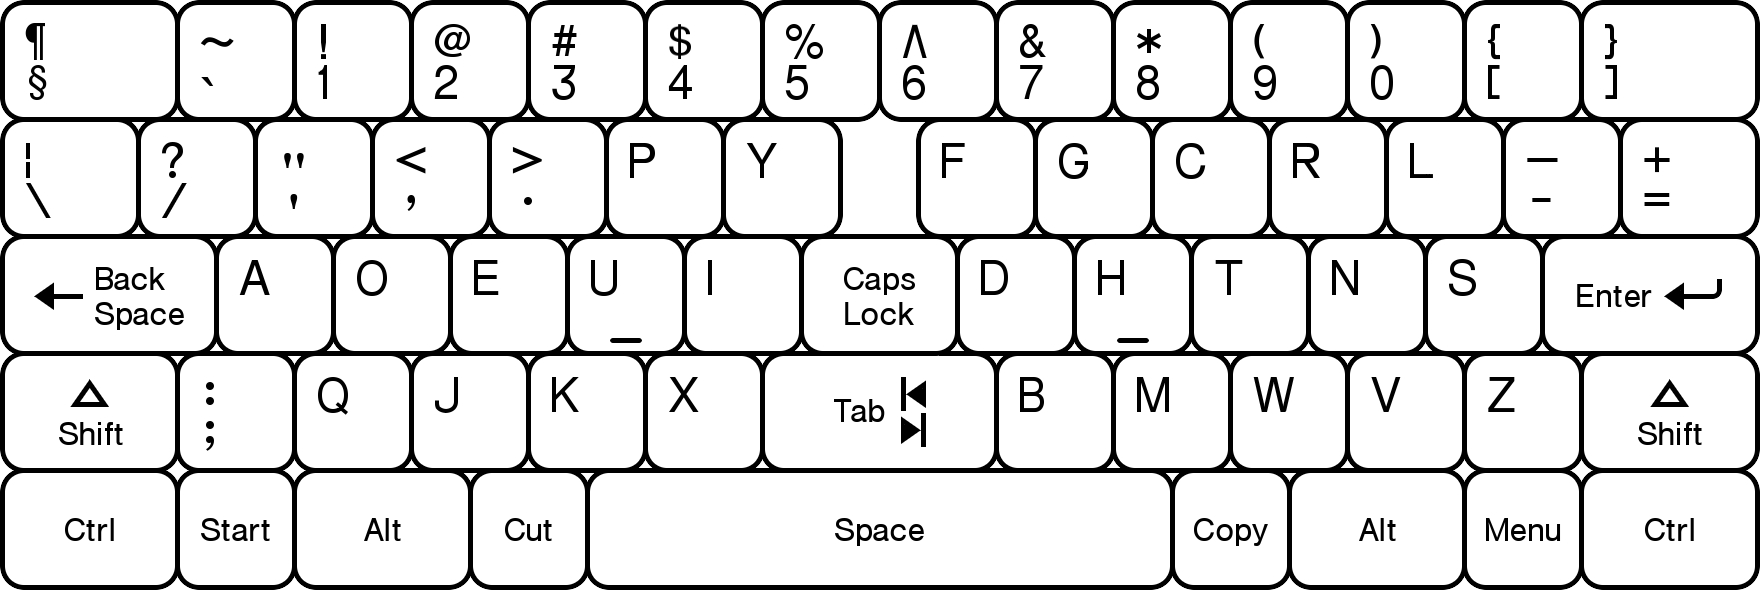 ¶ ~ ! @ # $ % ʌ & * ( ) { }
§ ` 1 2 3 4 5 6 7 8 9 0 [ ]
¦ ? " < > P Y F G C R L — +
\ / ' , . - =
Back
Space A O E U I Caps
Lock D H T N S Enter
Shift : Q J K X Tab B M W V Z Shift
;
Ctrl Start Alt Cut Space Copy Alt Menu Ctrl